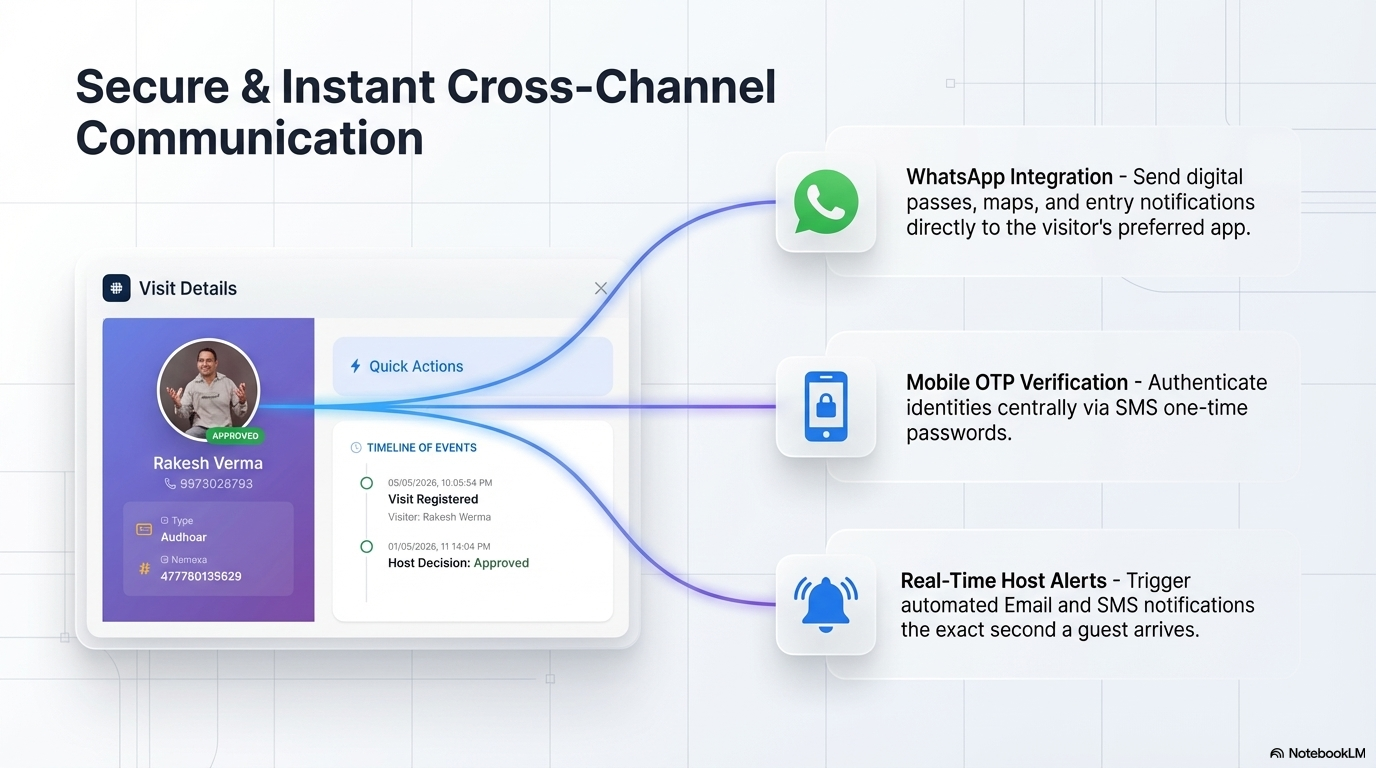 Secure & Instant Cross-Channel
Communication
Visit Details
APPROVED
Rakesh Verma
9973028793
Type
Audhoar
Nemexa
477780135629
Quick Actions
TIMELINE OF EVENTS
05/05/2026, 10.05:54 PM
Visit Registered
Visiter: Rakesh Werma
01/05/2026, 11 14:04 PM
Host Decision: Approved
WhatsApp Integration - Send digital
passes, maps, and entry notifications
directly to the visitor's preferred app.
Mobile OTP Verification - Authenticate
identities centrally via SMS one-time
passwords.
Real-Time Host Alerts - Trigger
automated Email and SMS notifications
the exact second a guest arrives.
NotebookLM